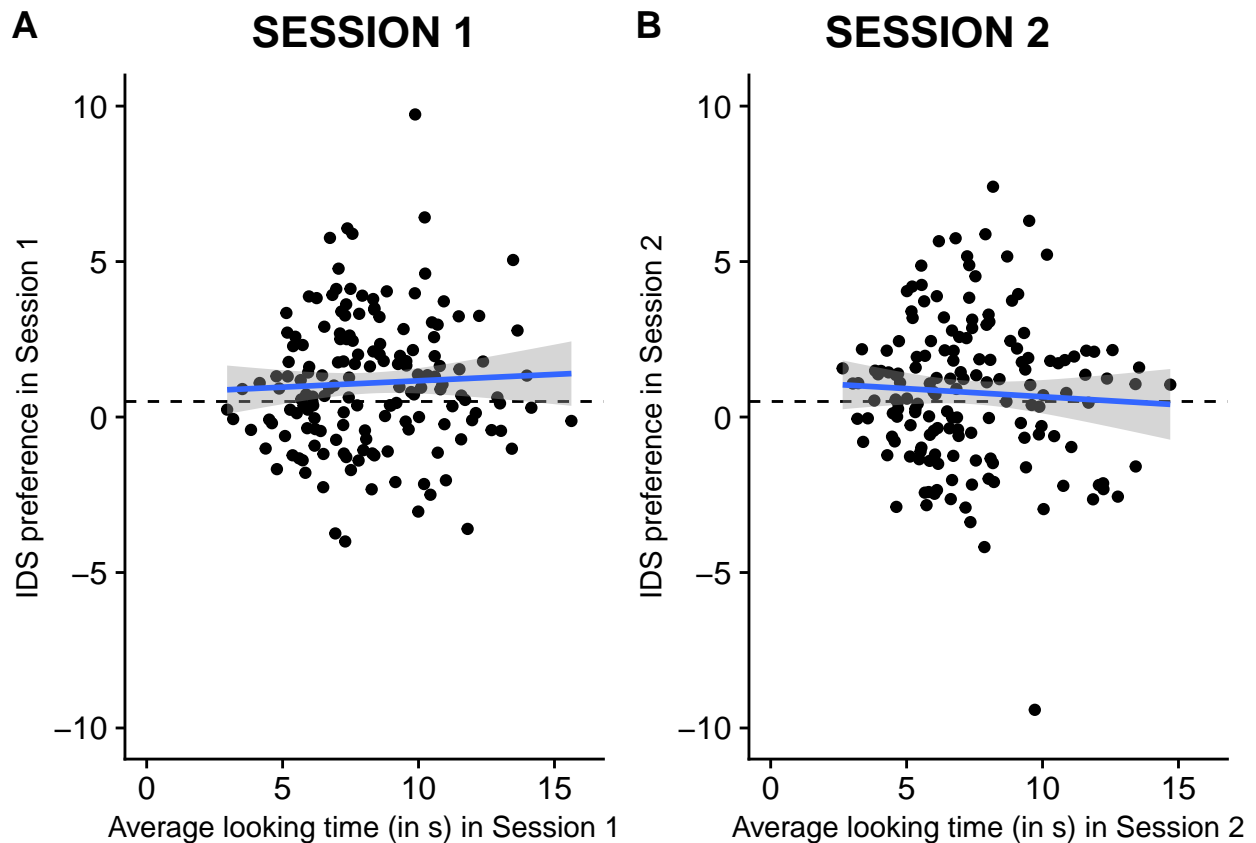 A
SESSION 1
10
5
0
−5
−10
IDS preference in Session 1
0 5 10 15
Average looking time (in s) in Session 1
B
SESSION 2
10
5
0
−5
−10
IDS preference in Session 2
0 5 10 15
Average looking time (in s) in Session 2